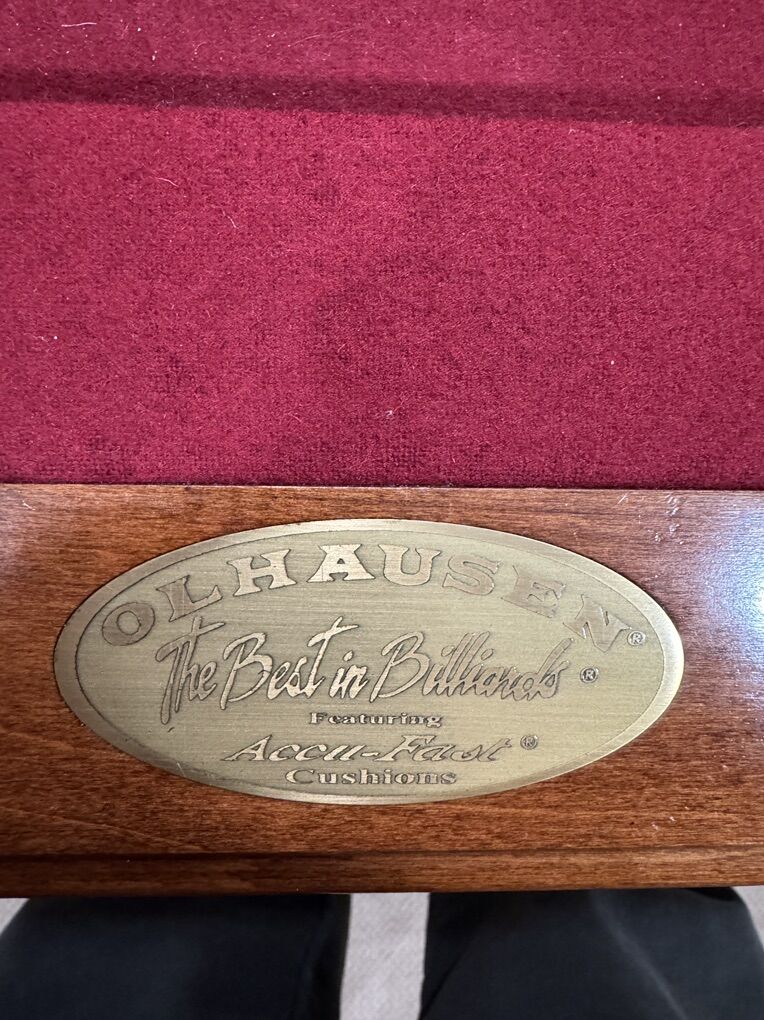 OLHAUSEN®
The Best in Billiards®
Featuring
Accu-Fast®
Cushions